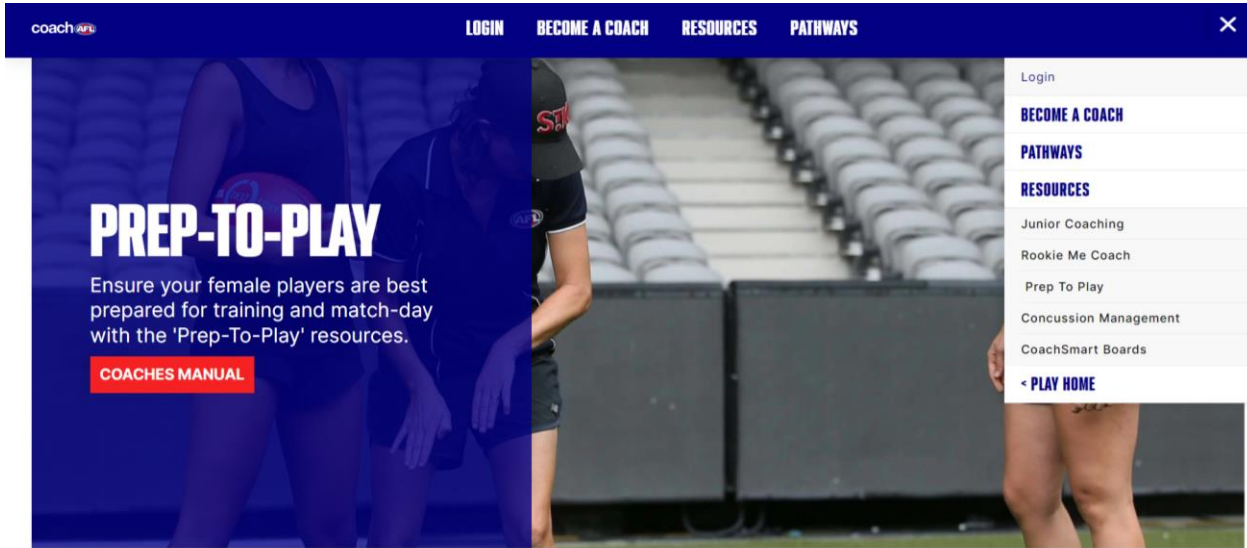 coach AFL
LOGIN BECOME A COACH RESOURCES PATHWAYS
Login
BECOME A COACH
PATHWAYS
RESOURCES
Junior Coaching
Rookie Me Coach
Prep To Play
Concussion Management
CoachSmart Boards
< PLAY HOME
PREP-TO-PLAY
Ensure your female players are best
prepared for training and match-day
with the 'Prep-To-Play' resources.
COACHES MANUAL
AFL